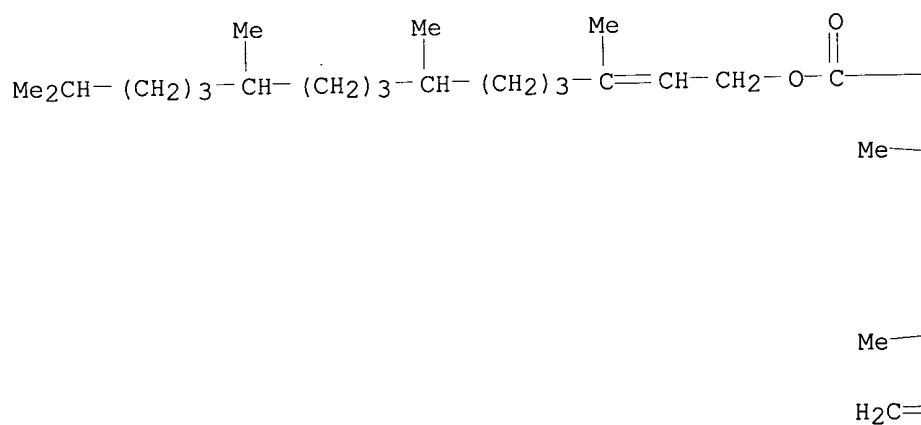 O
Me Me Me
Me2CH—(CH2)3—CH—(CH2)3—CH—(CH2)3—C=CH—CH2—O—C—
Me—
Me—
H2C=